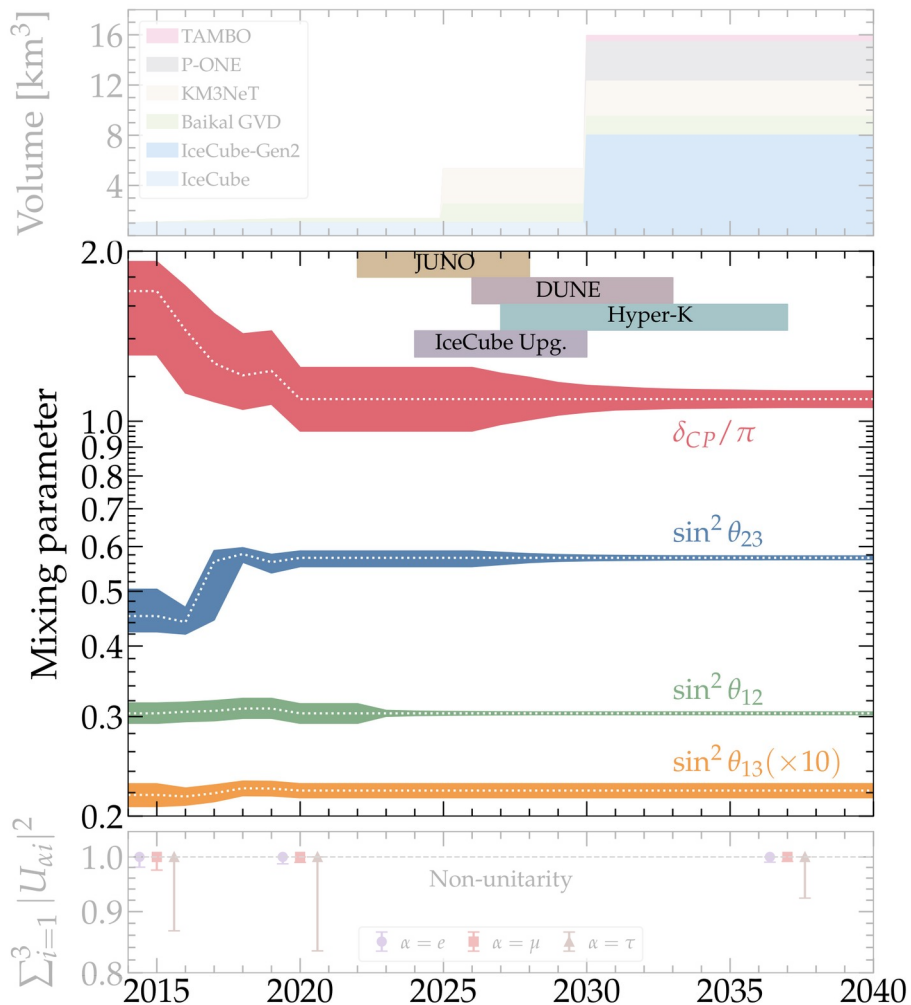 Volume [km³]
16
12
8
4
TAMBO
P-ONE
KM3NeT
Baikal GVD
IceCube-Gen2
IceCube
Mixing parameter
2.0
1.0
0.9
0.8
0.7
0.6
0.5
0.4
0.3
0.2
JUNO
DUNE
Hyper-K
IceCube Upg.
δ_CP/π
sin² θ₂₃
sin² θ₁₂
sin² θ₁₃(×10)
∑³ᵢ₌₁ |U_αi|²
1.0
0.9
0.8
Non-unitarity
α = e α = μ α = τ
2015 2020 2025 2030 2035 2040